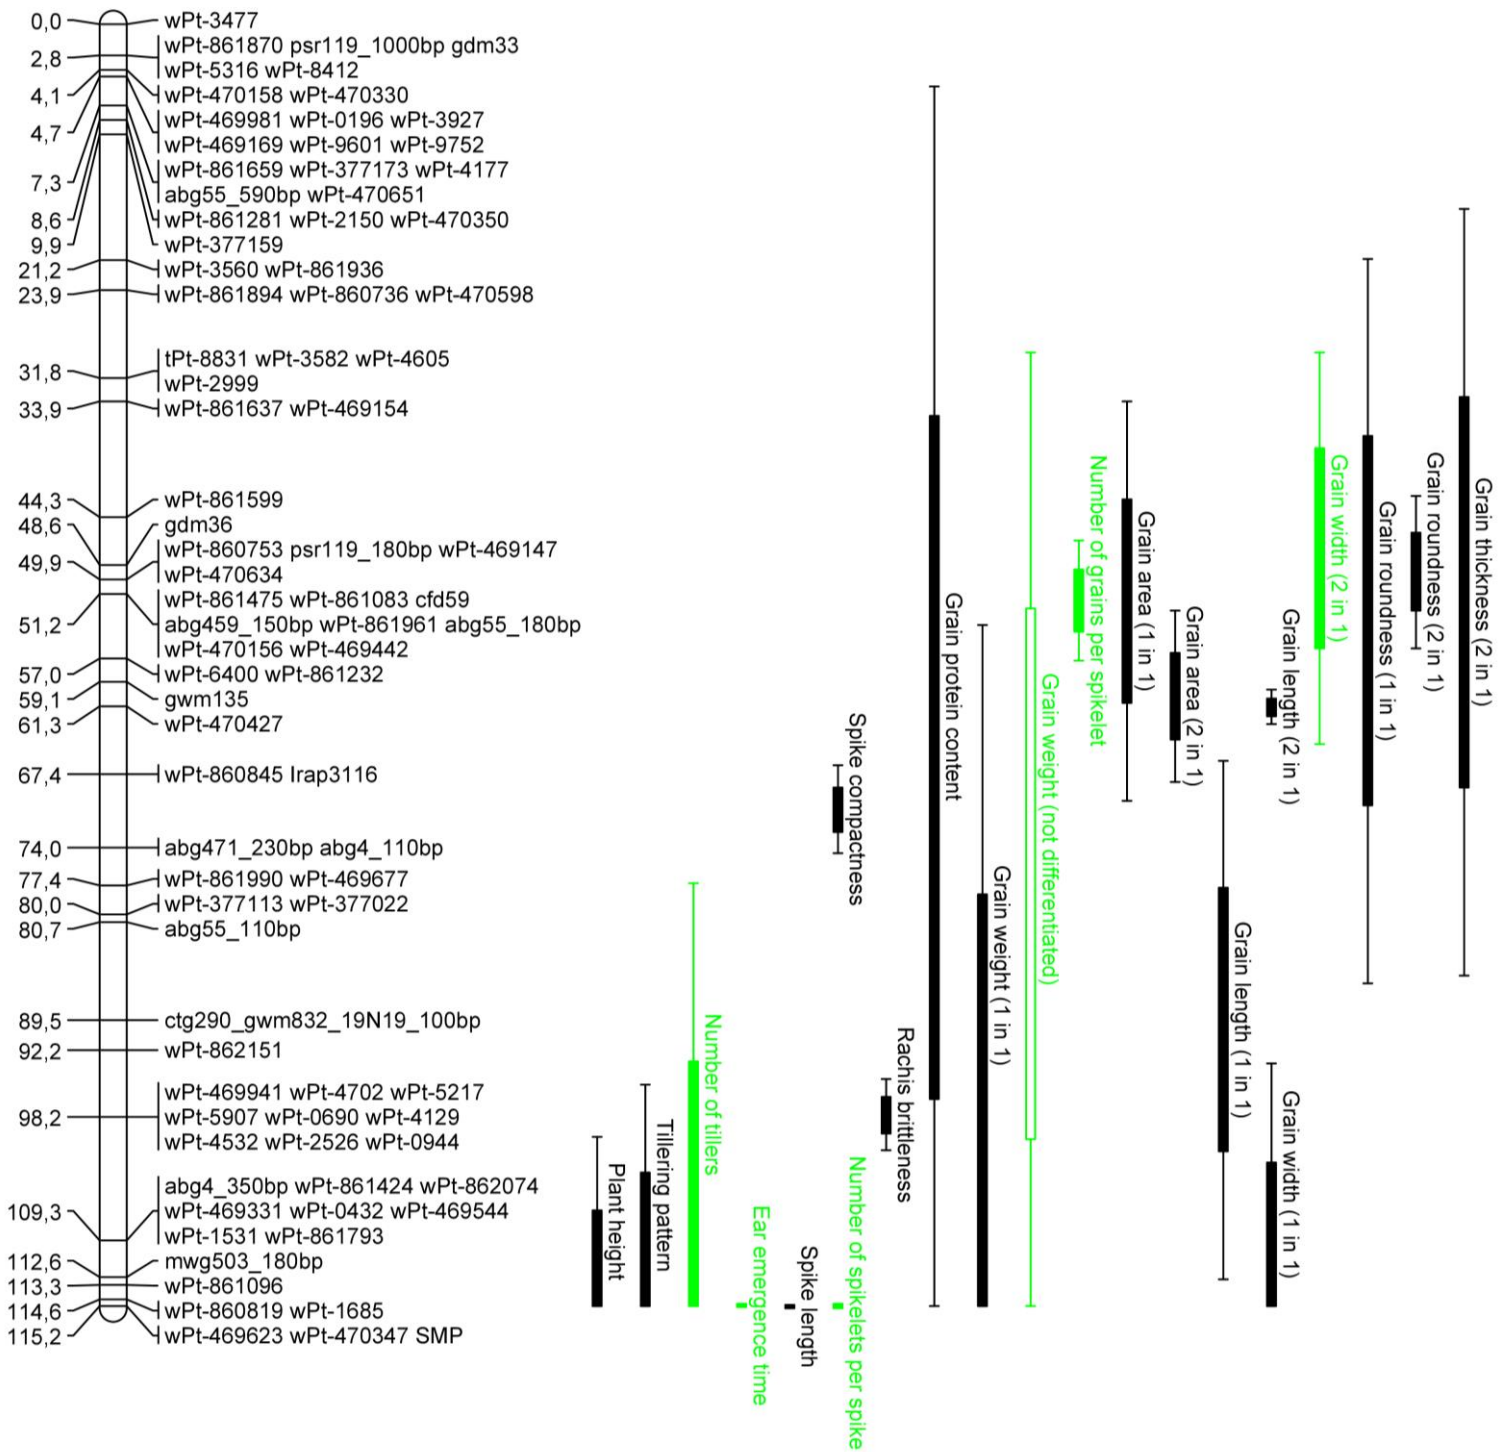 0,0 wPt-3477
wPt-861870 psr119_1000bp gdm33
2,8
wPt-5316 wPt-8412
4,1 wPt-470158 wPt-470330
wPt-469981 wPt-0196 wPt-3927
4,7
wPt-469169 wPt-9601 wPt-9752
wPt-861659 wPt-377173 wPt-4177
7,3
abg55_590bp wPt-470651
8,6 wPt-861281 wPt-2150 wPt-470350
9,9 wPt-377159
21,2 wPt-3560 wPt-861936
23,9 wPt-861894 wPt-860736 wPt-470598
tPt-8831 wPt-3582 wPt-4605
31,8
wPt-2999
33,9 wPt-861637 wPt-469154
44,3 wPt-861599
48,6 gdm36
wPt-860753 psr119_180bp wPt-469147
49,9
wPt-470634
wPt-861475 wPt-861083 cfd59
51,2 abg459_150bp wPt-861961 abg55_180bp
wPt-470156 wPt-469442
57,0 wPt-6400 wPt-861232
59,1 gwm135
61,3 wPt-470427
67,4 wPt-860845 lrap3116
74,0 abg471_230bp abg4_110bp
77,4 wPt-861990 wPt-469677
80,0 wPt-377113 wPt-377022
80,7 abg55_110bp
89,5 ctg290_gwm832_19N19_100bp
92,2 wPt-862151
wPt-469941 wPt-4702 wPt-5217
98,2 wPt-5907 wPt-0690 wPt-4129
wPt-4532 wPt-2526 wPt-0944
abg4_350bp wPt-861424 wPt-862074
109,3 wPt-469331 wPt-0432 wPt-469544
wPt-1531 wPt-861793
112,6 mwg503_180bp
113,3 wPt-861096
114,6 wPt-860819 wPt-1685
115,2 wPt-469623 wPt-470347 SMP
Plant height
Tillering pattern
Number of tillers
Ear emergence time
Spike length
Number of spikelets per spike
Spike compactness
Rachis brittleness
Grain protein content
Grain weight (1 in 1)
Grain weight (not differentiated)
Number of grains per spikelet
Grain area (1 in 1)
Grain area (2 in 1)
Grain length (1 in 1)
Grain length (2 in 1)
Grain width (1 in 1)
Grain width (2 in 1)
Grain roundness (1 in 1)
Grain roundness (2 in 1)
Grain thickness (2 in 1)